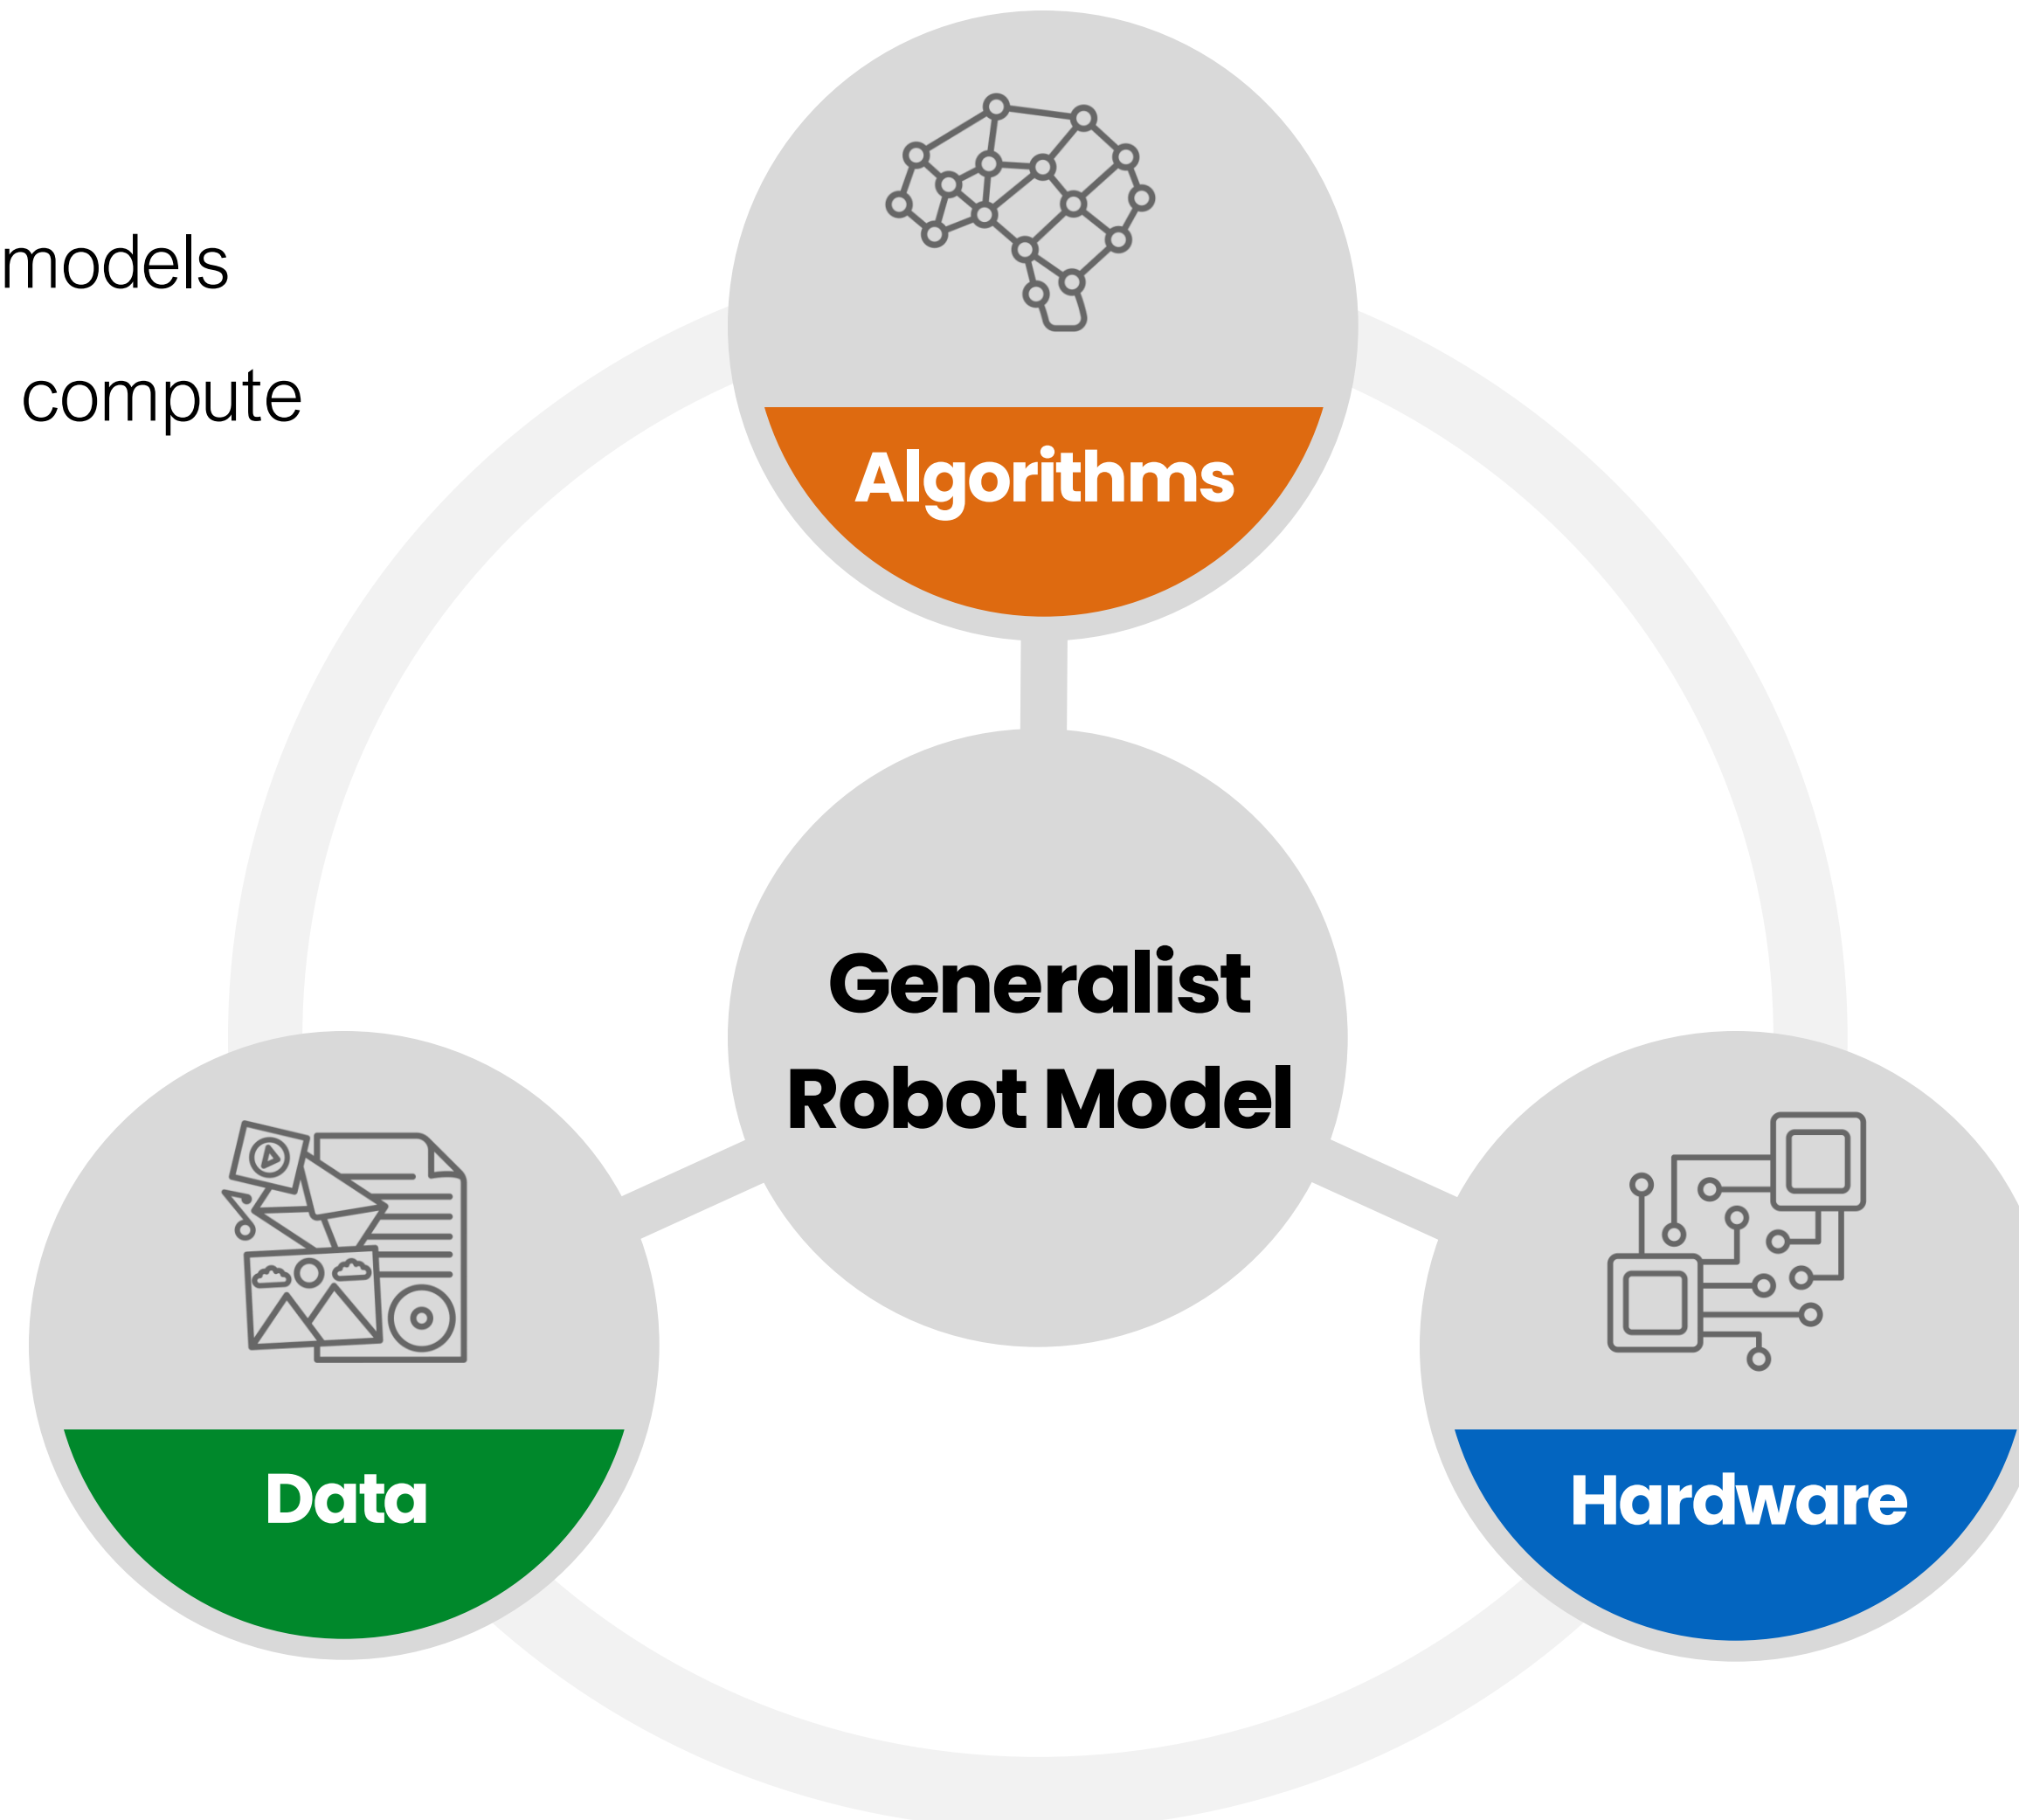 models
compute
Algorithms
Generalist
Robot Model
Data
Hardware